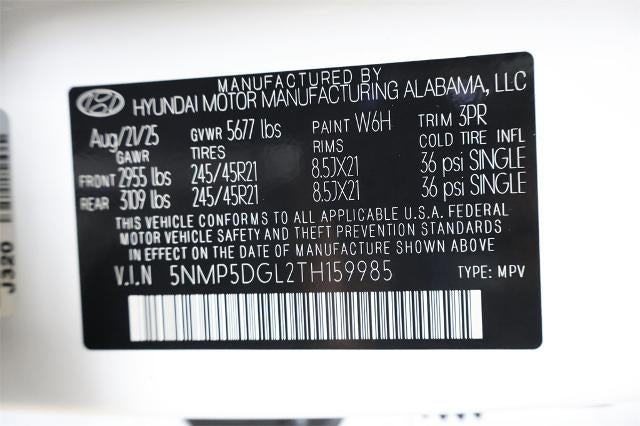 MANUFACTURED BY
HYUNDAI MOTOR MANUFACTURING ALABAMA, LLC
Aug/21/25 GVWR 5677 lbs PAINT W6H TRIM 3PR
GAWR TIRES RIMS COLD TIRE INFL
FRONT 2955 lbs 245/45R21 8.5JX21 36 psi SINGLE
REAR 3109 lbs 245/45R21 8.5JX21 36 psi SINGLE
THIS VEHICLE CONFORMS TO ALL APPLICABLE U.S.A. FEDERAL
MOTOR VEHICLE SAFETY AND THEFT PREVENTION STANDARDS
IN EFFECT ON THE DATE OF MANUFACTURE SHOWN ABOVE.
V.I.N 5NMP5DGL2TH159985 TYPE: MPV
J320